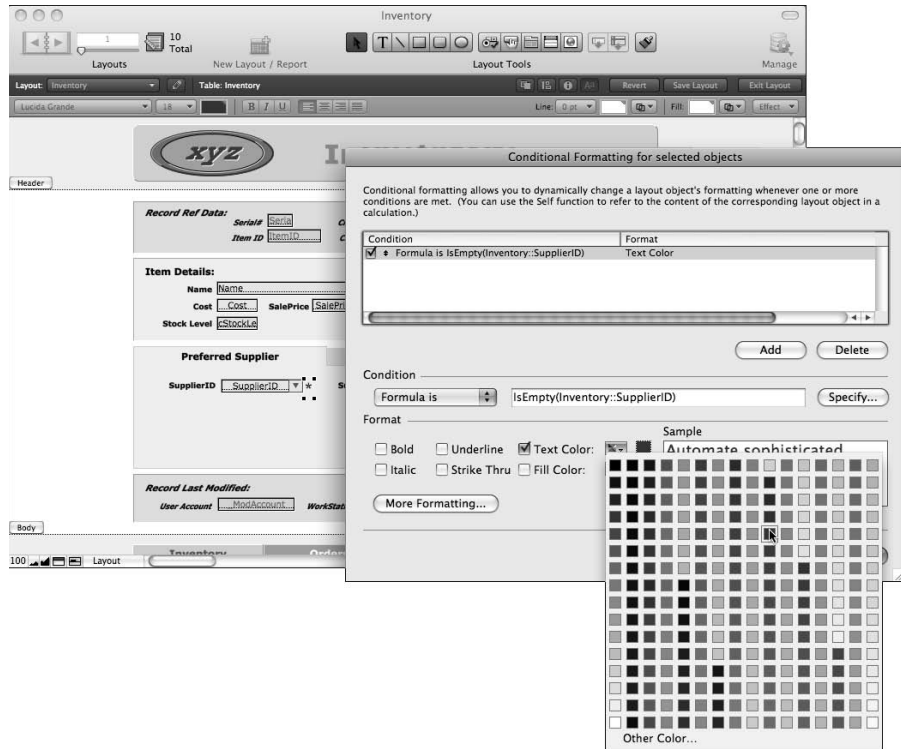 Inventory
1
10
Total
Layouts
New Layout / Report
Layout Tools
Manage
Layout: Inventory
Table: Inventory
Revert
Save Layout
Exit Layout
Lucida Grande
18
B I U
Line: 0 pt
Fill:
Effect
xyz
Header
Record Ref Data:
Serial# Seria
Item ID ItemID
Item Details:
Name Name
Cost Cost SalePrice SalePri
Stock Level cStockLe
Preferred Supplier
SupplierID SupplierID * Su
Record Last Modified:
User Account ModAccount WorkStat
Body
Inventory Orders
100 Layout
Conditional Formatting for selected objects
Conditional formatting allows you to dynamically change a layout object's formatting whenever one or more
conditions are met. (You can use the Self function to refer to the content of the corresponding layout object in a
calculation.)
Condition Format
Formula is IsEmpty(Inventory::SupplierID) Text Color
Add Delete
Condition
Formula is IsEmpty(Inventory::SupplierID) Specify...
Format
Sample
Bold Underline Text Color:
Automate sophisticated
Italic Strike Thru Fill Color:
More Formatting...
Other Color...